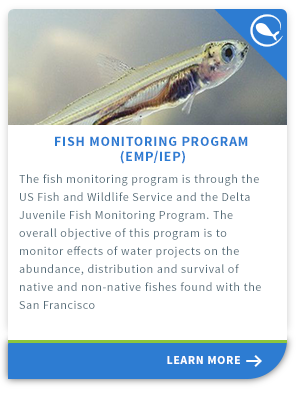 FISH MONITORING PROGRAM
(EMP/IEP)
The fish monitoring program is through the
US Fish and Wildlife Service and the Delta
Juvenile Fish Monitoring Program. The
overall objective of this program is to
monitor effects of water projects on the
abundance, distribution and survival of
native and non-native fishes found with the
San Francisco
LEARN MORE